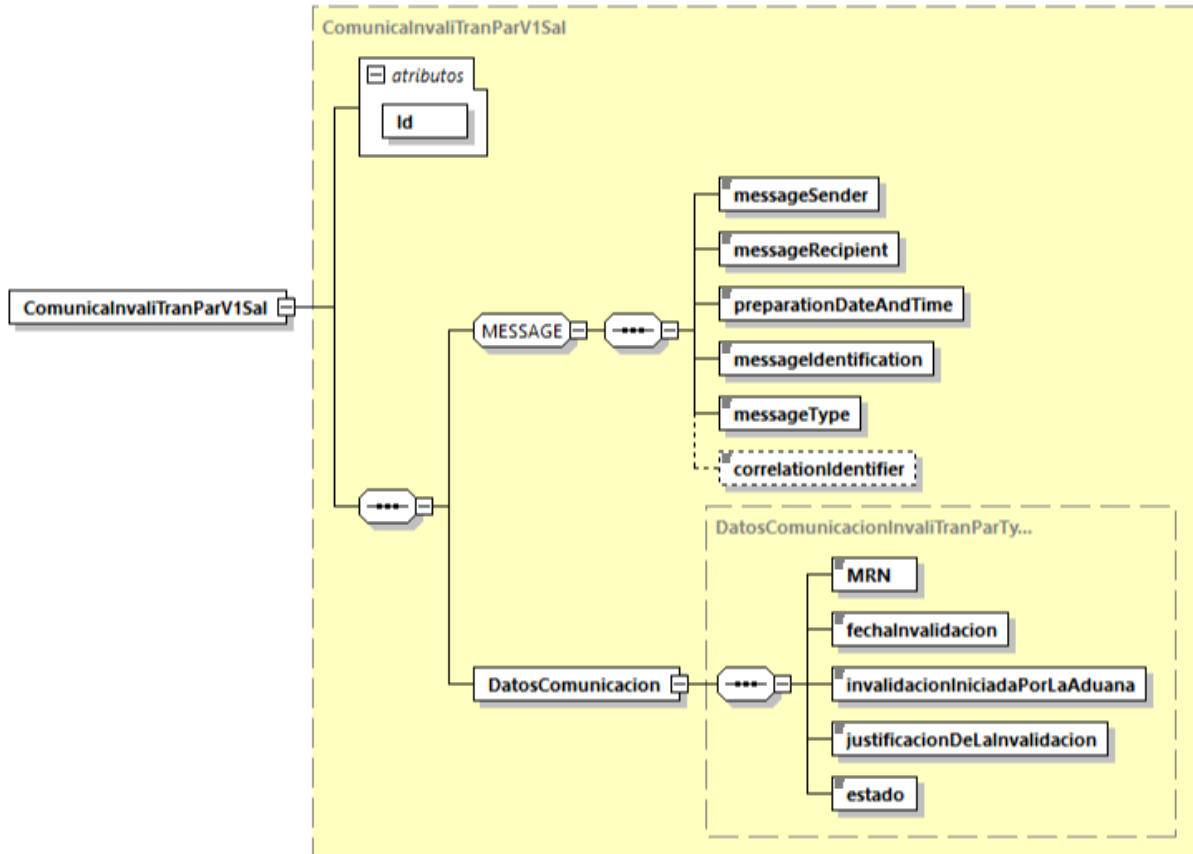 ComunicaInvaliTranParV1Sal
atributos
Id
messageSender
messageRecipient
preparationDateAndTime
ComunicaInvaliTranParV1Sal
MESSAGE
messageIdentification
messageType
correlationIdentifier
DatosComunicacionInvaliTranParTy...
MRN
fechaInvalidacion
DatosComunicacion
invalidacionIniciadaPorLaAduana
justificacionDeLaInvalidacion
estado